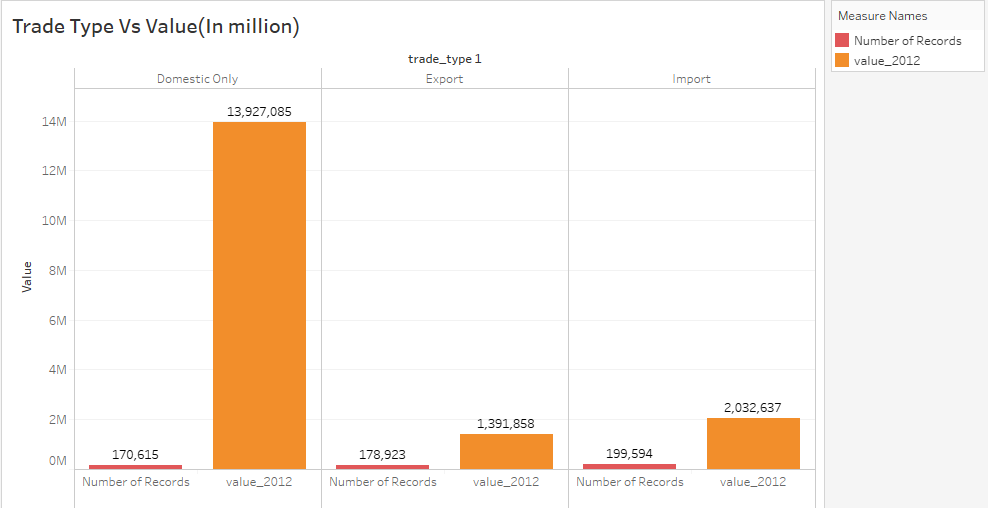 Trade Type Vs Value(In million)
Measure Names
Number of Records
value_2012
trade_type 1
Domestic Only
Export
Import
Value
14M
12M
10M
8M
6M
4M
2M
0M
170,615
13,927,085
178,923
1,391,858
199,594
2,032,637
Number of Records
value_2012
Number of Records
value_2012
Number of Records
value_2012